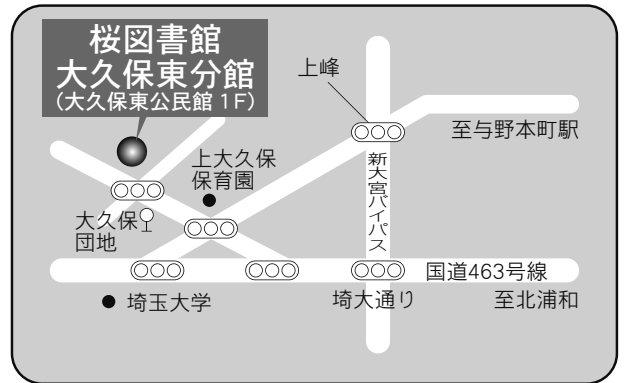 桜図書館
大久保東分館
(大久保東公民館 1F)
上峰
至与野本町駅
上大久保
保育園
新大宮バイパス
大久保
団地
国道463号線
埼玉大学
埼大通り
至北浦和